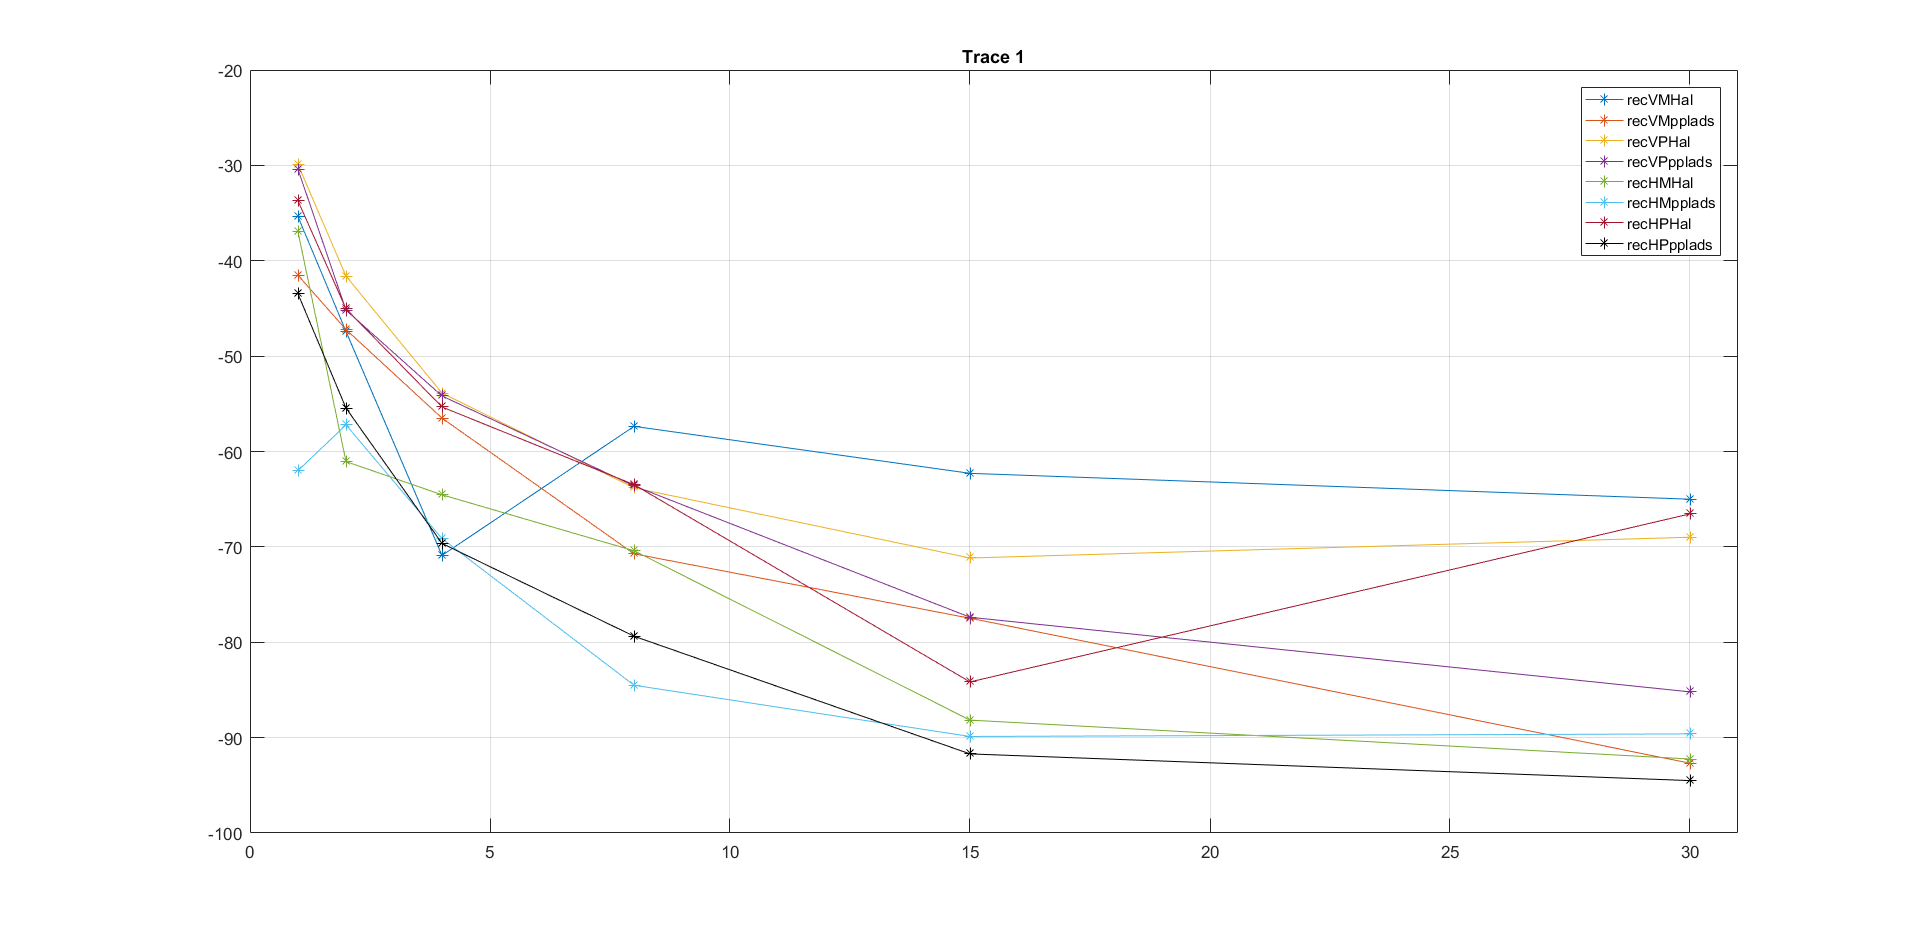 Trace 1
-20
-30
-40
-50
-60
-70
-80
-90
-100
0 5 10 15 20 25 30
recVMHal
recVMpplads
recVPHal
recVPpplads
recHMHal
recHMpplads
recHPHal
recHPpplads